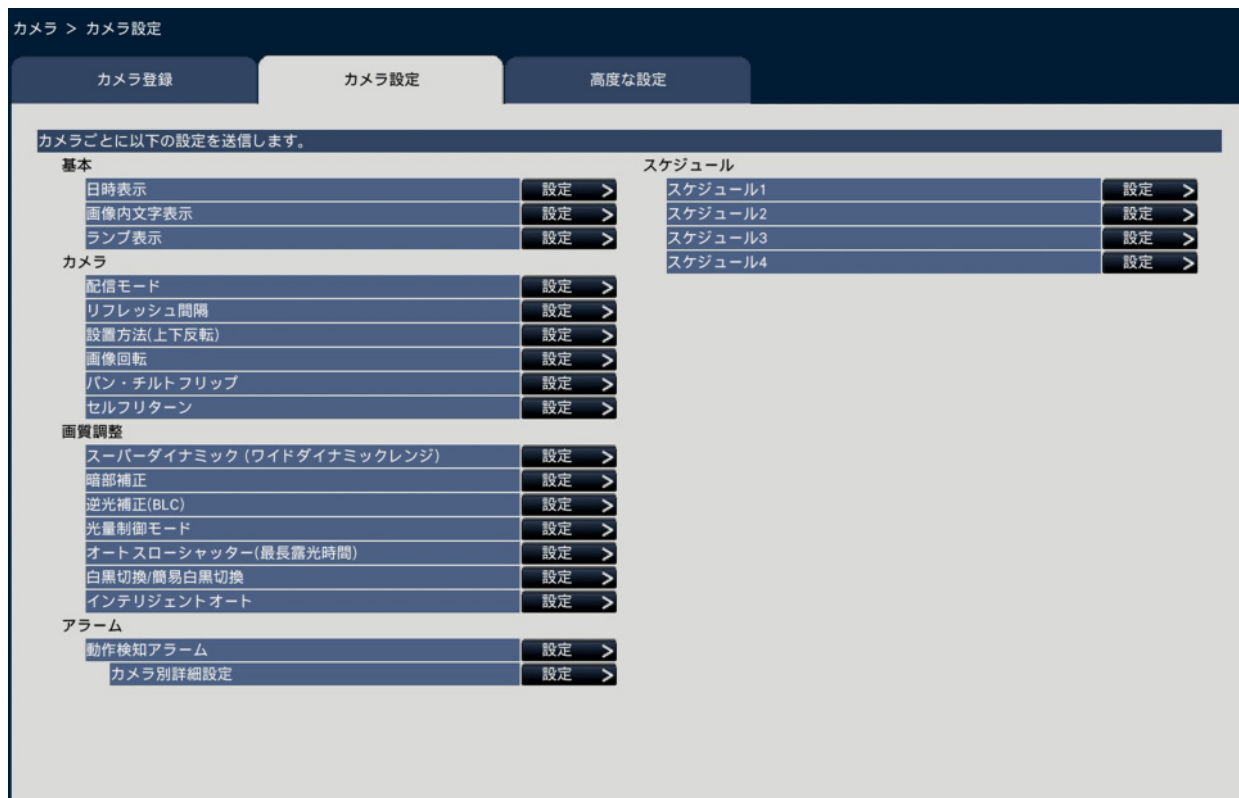 カメラ > カメラ設定
カメラ登録
カメラ設定
高度な設定
カメラごとに以下の設定を送信します。
基本
日時表示 設定 >
画像内文字表示 設定 >
ランプ表示 設定 >
カメラ
配信モード 設定 >
リフレッシュ間隔 設定 >
設置方法(上下反転) 設定 >
画像回転 設定 >
パン・チルトフリップ 設定 >
セルフリターン 設定 >
画質調整
スーパーダイナミック (ワイドダイナミックレンジ) 設定 >
暗部補正 設定 >
逆光補正(BLC) 設定 >
光量制御モード 設定 >
オートスローシャッター(最長露光時間) 設定 >
白黒切換/簡易白黒切換 設定 >
インテリジェントオート 設定 >
アラーム
動作検知アラーム 設定 >
カメラ別詳細設定 設定 >
スケジュール
スケジュール1 設定 >
スケジュール2 設定 >
スケジュール3 設定 >
スケジュール4 設定 >